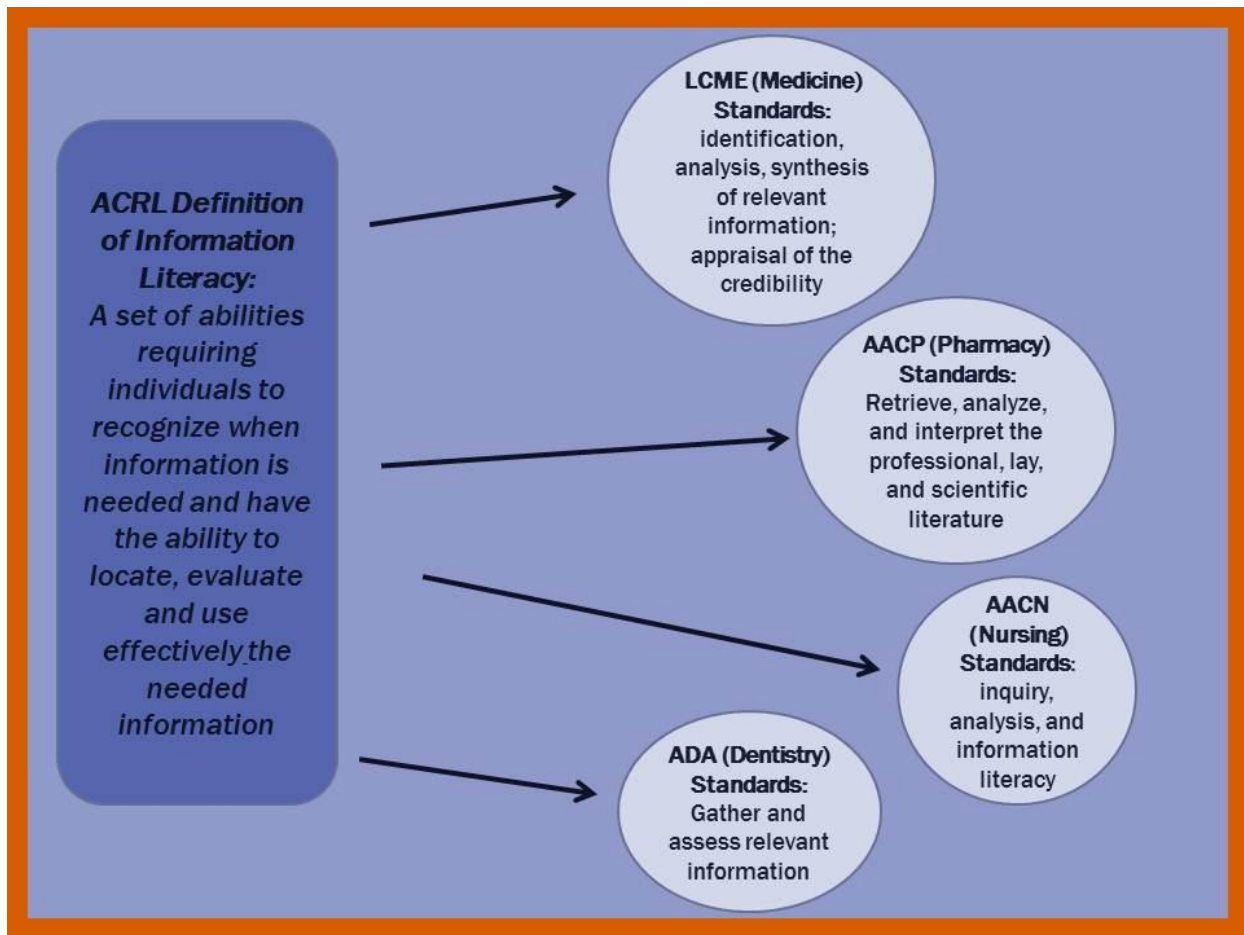 ACRL Definition
of Information
Literacy:
A set of abilities
requiring
individuals to
recognize when
information is
needed and have
the ability to
locate, evaluate
and use
effectively the
needed
information
LCME (Medicine)
Standards:
identification,
analysis, synthesis
of relevant
information;
appraisal of the
credibility
AACP (Pharmacy)
Standards:
Retrieve, analyze,
and interpret the
professional, lay,
and scientific
literature
AACN
(Nursing)
Standards:
inquiry,
analysis, and
information
literacy
ADA (Dentistry)
Standards:
Gather and
assess relevant
information